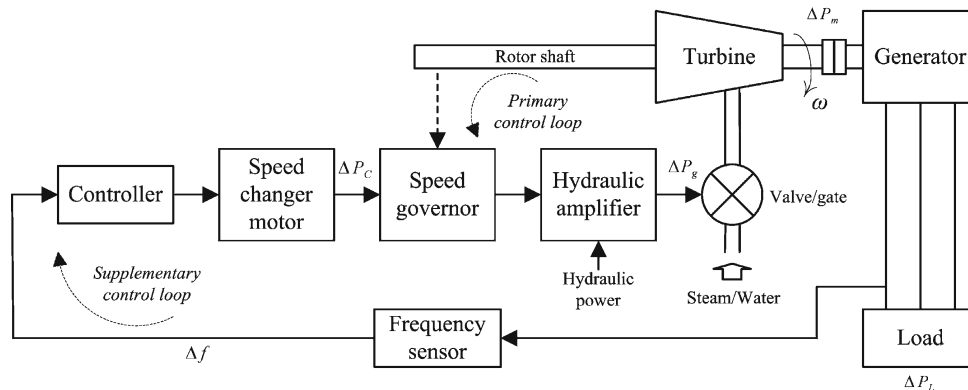 ΔPₘ
Rotor shaft
Turbine
Generator
ω
Primary
control loop
Controller
Speed
changer
motor
ΔP_C
Speed
governor
Hydraulic
amplifier
ΔP_g
Valve/gate
Supplementary
control loop
Hydraulic
power
Steam/Water
Frequency
sensor
Load
Δf
ΔP_L